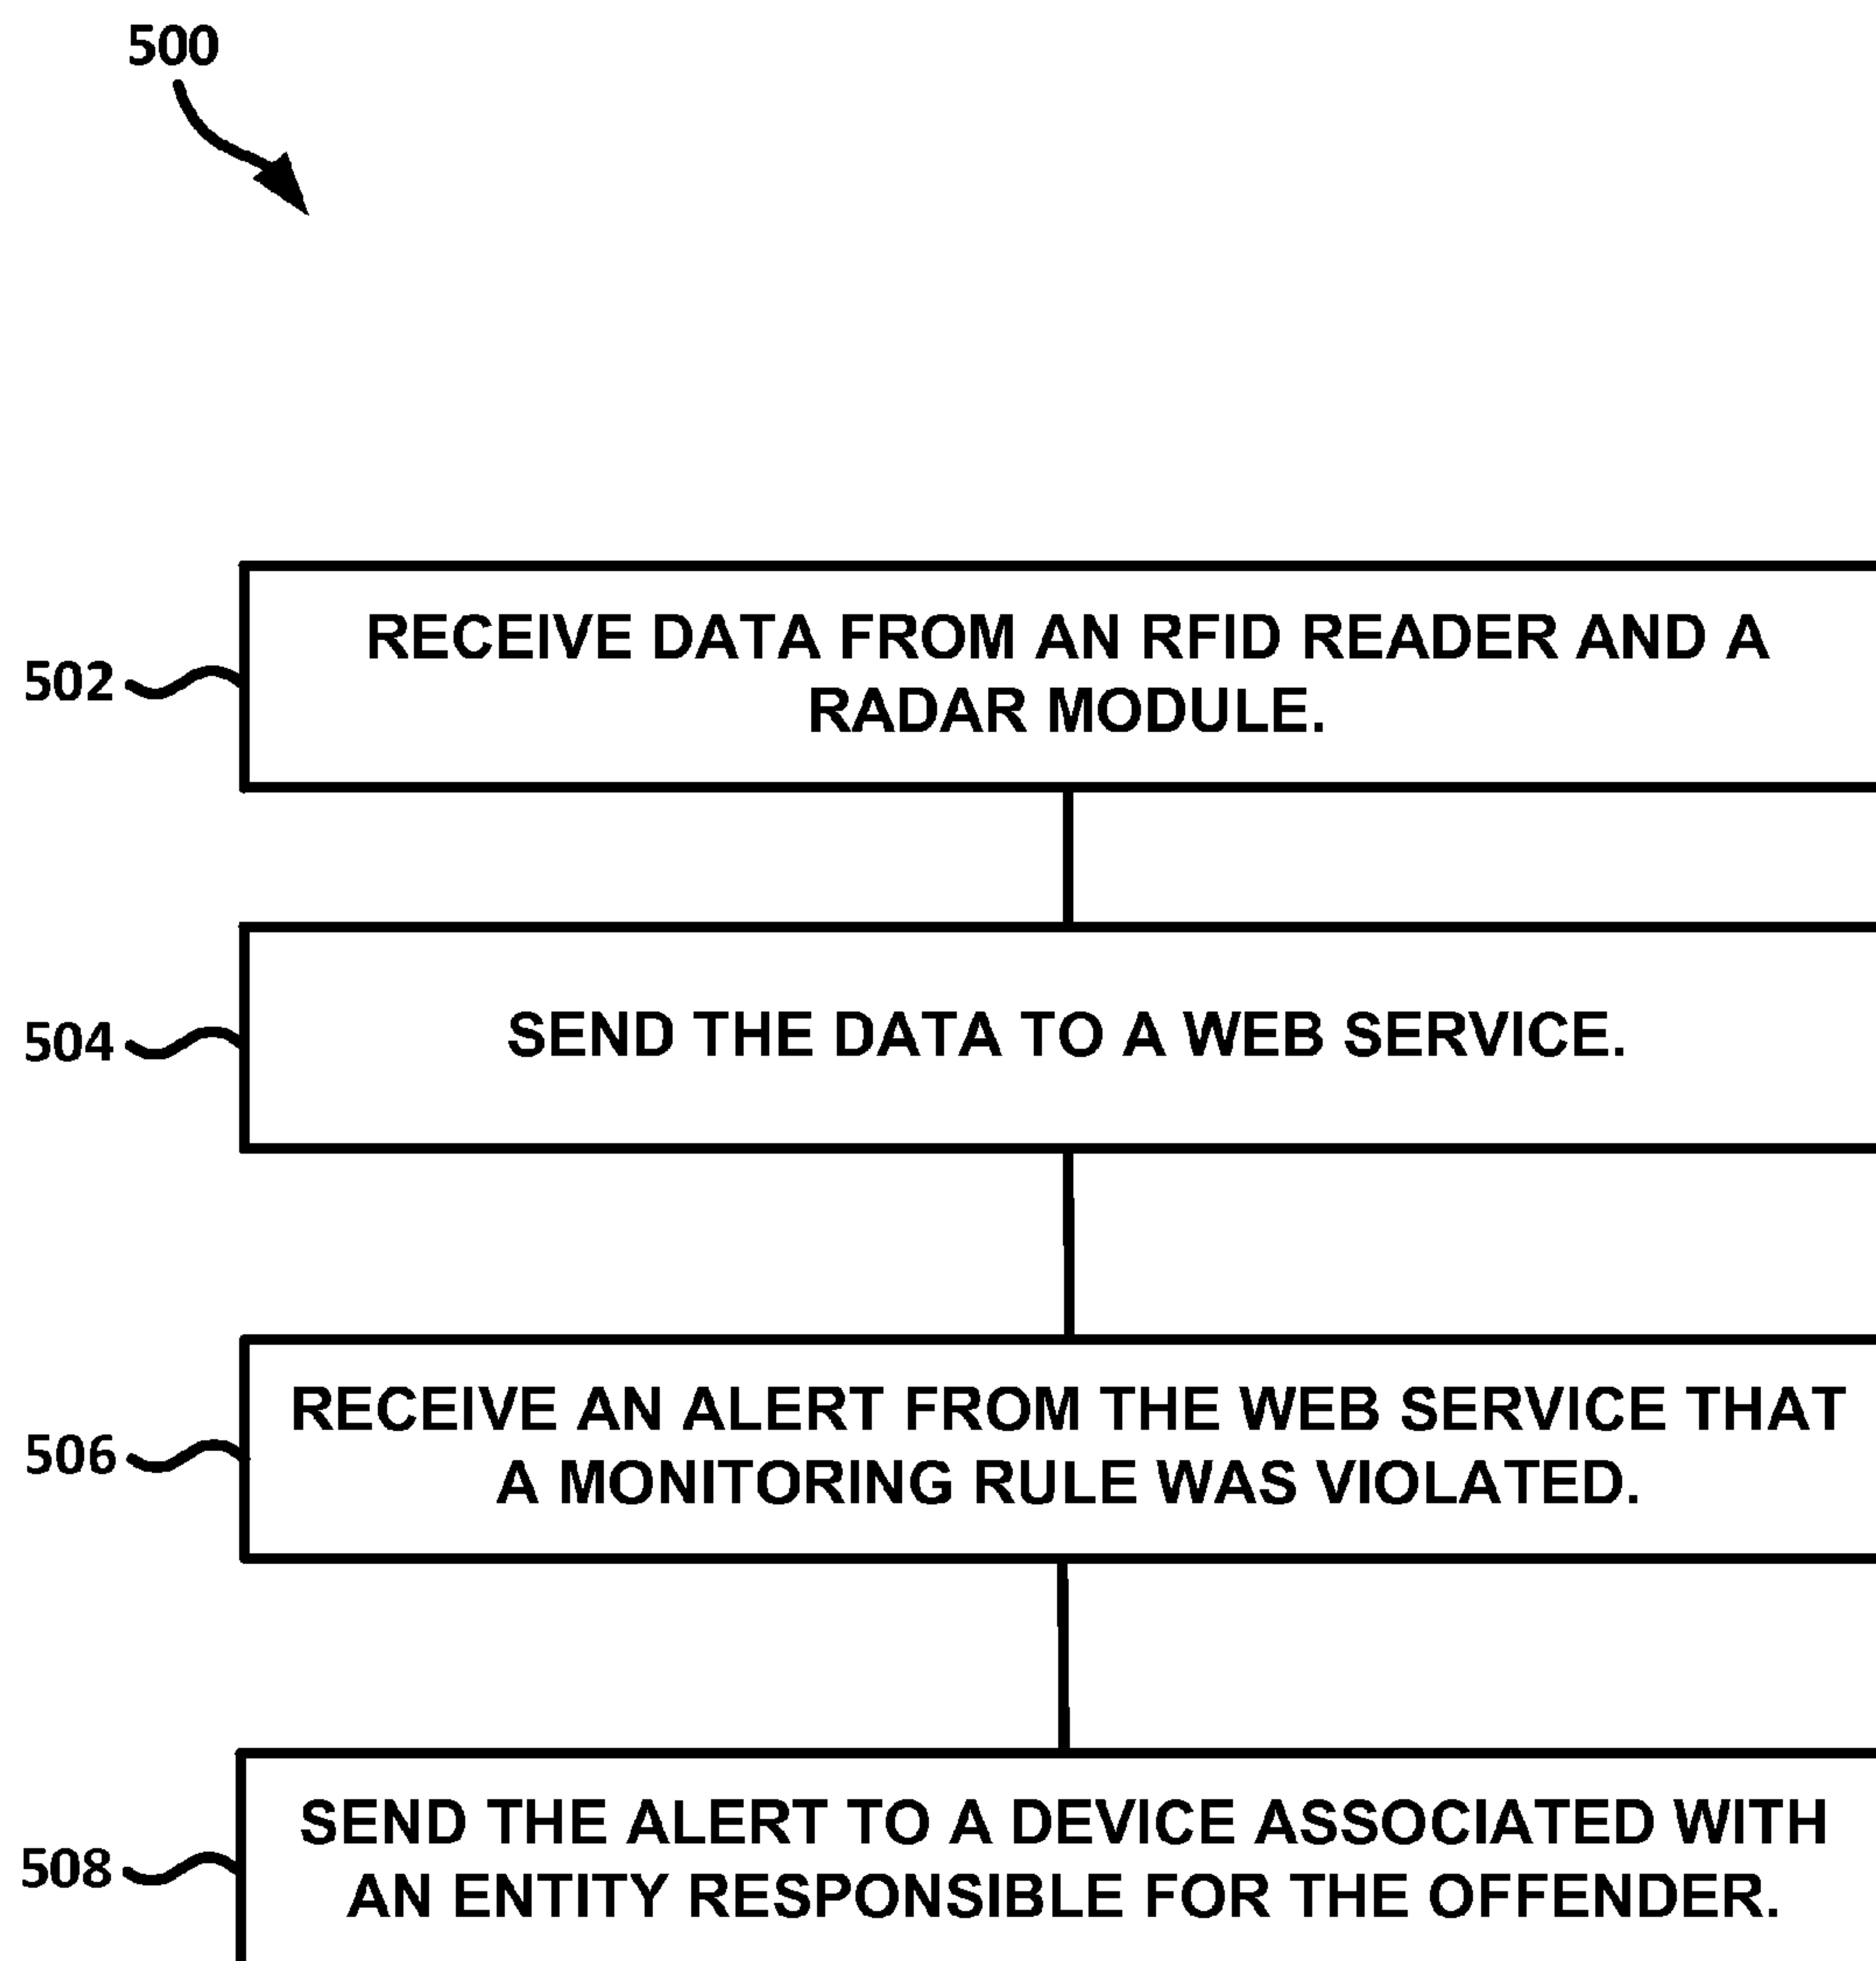 500
502
RECEIVE DATA FROM AN RFID READER AND A
RADAR MODULE.
504
SEND THE DATA TO A WEB SERVICE.
506
RECEIVE AN ALERT FROM THE WEB SERVICE THAT
A MONITORING RULE WAS VIOLATED.
508
SEND THE ALERT TO A DEVICE ASSOCIATED WITH
AN ENTITY RESPONSIBLE FOR THE OFFENDER.